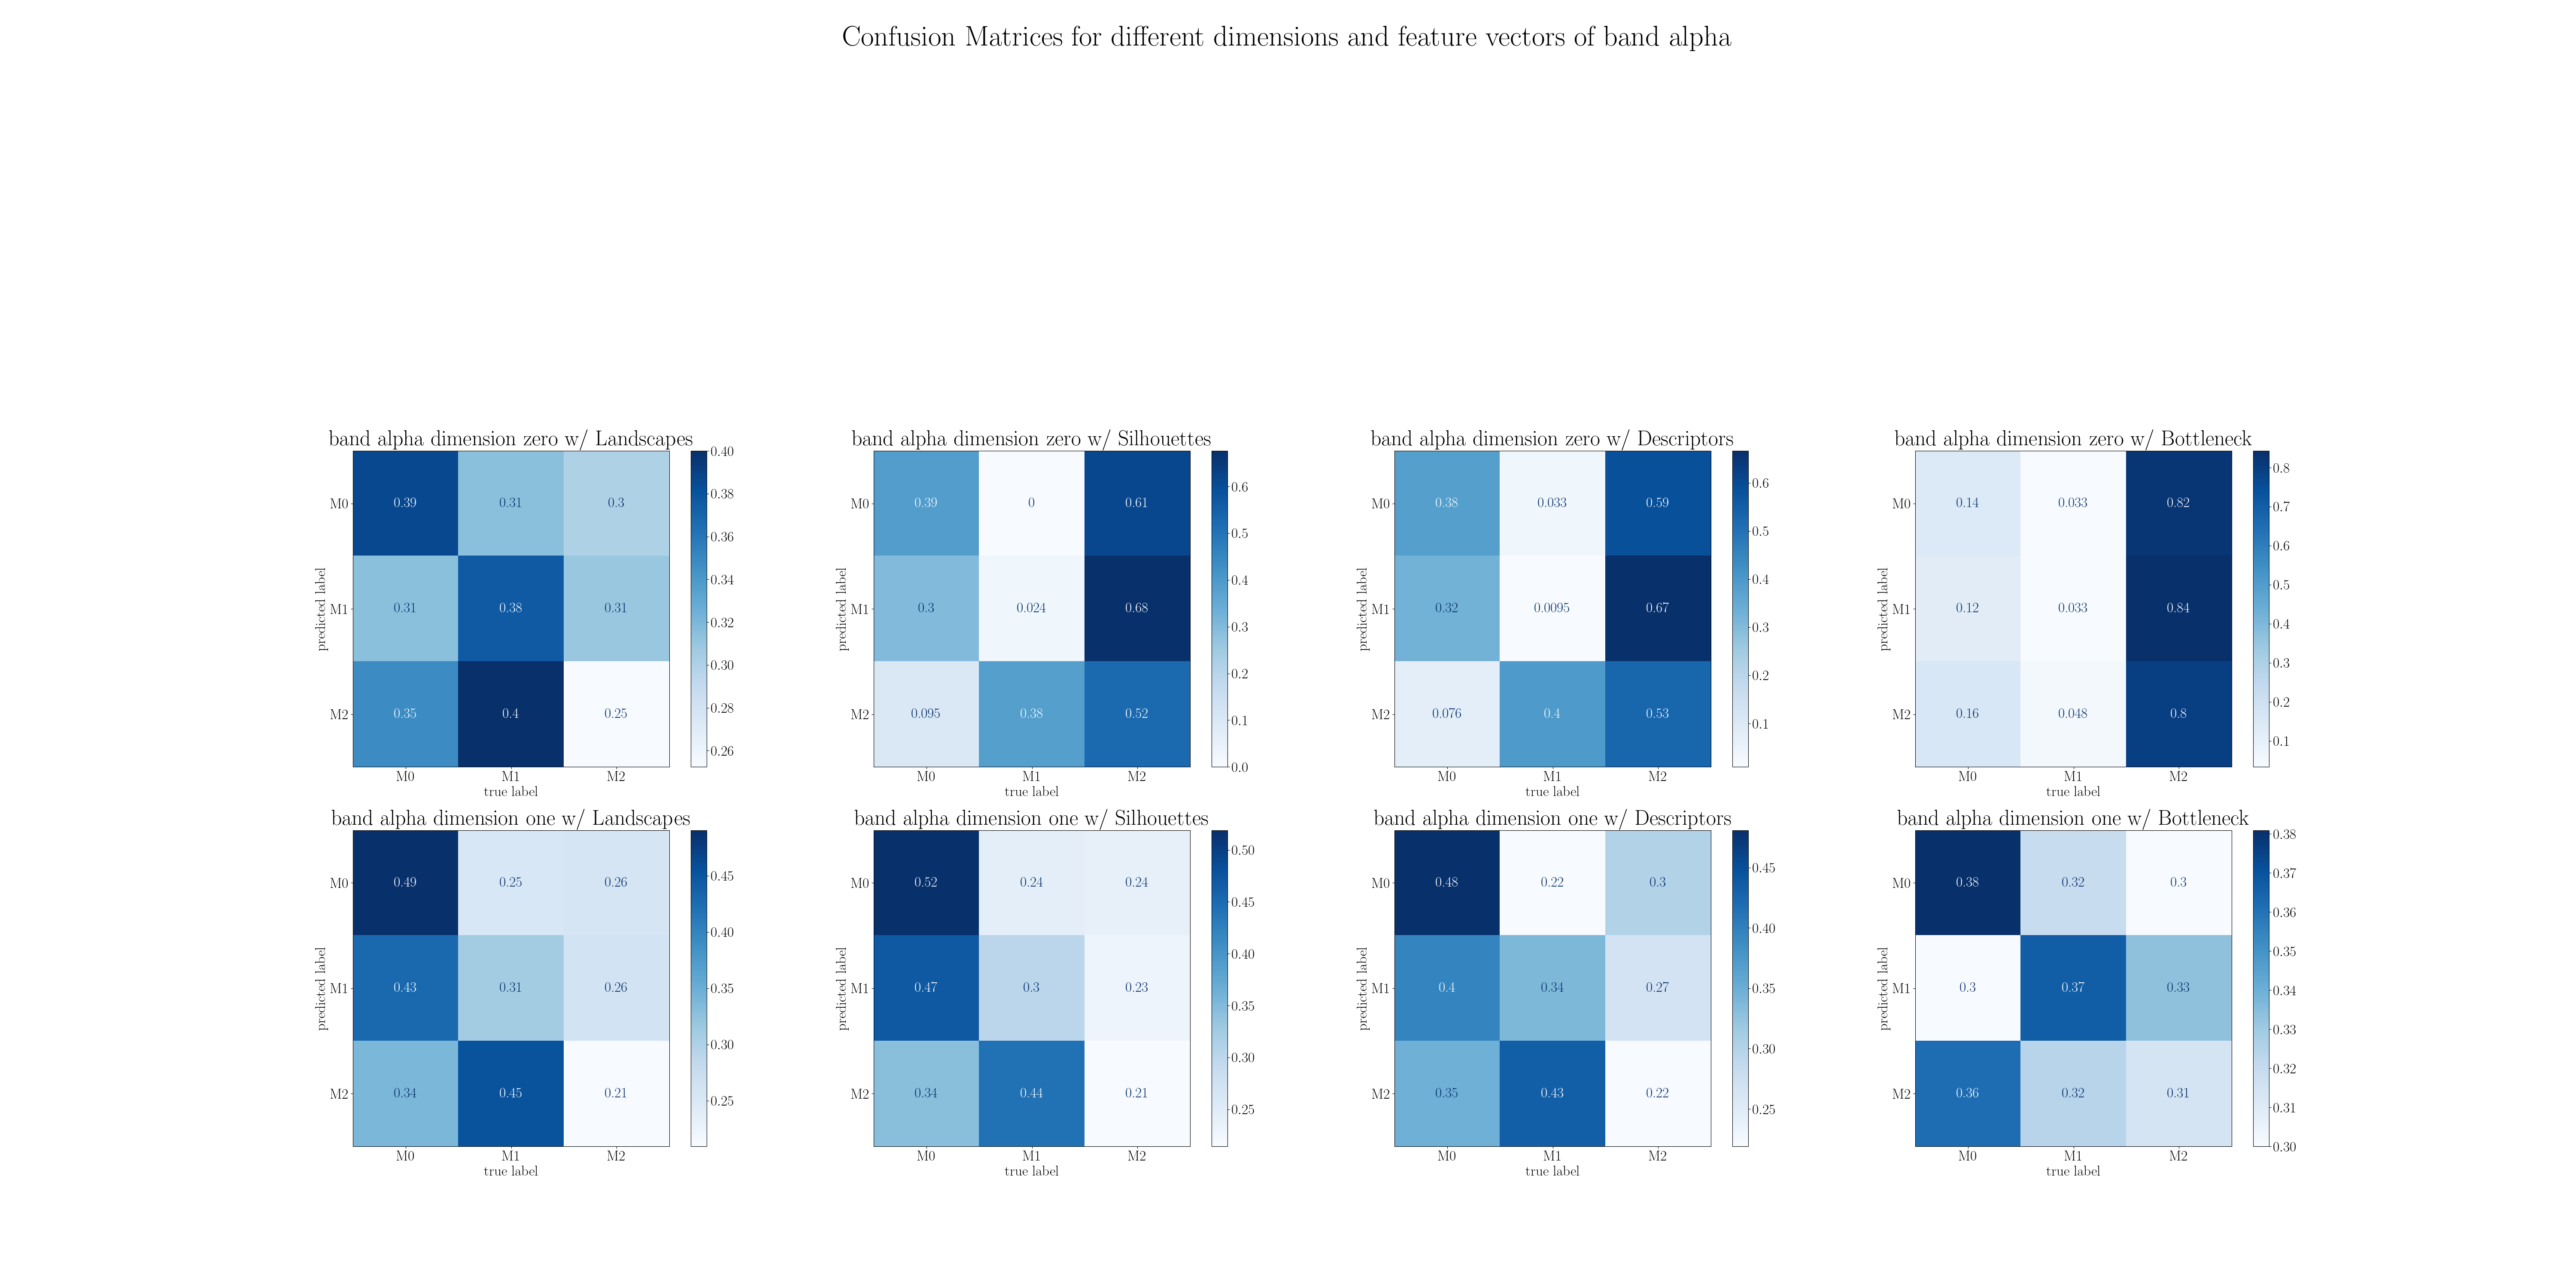 Confusion Matrices for different dimensions and feature vectors of band alpha
band alpha dimension zero w/ Landscapes
predicted label
M0 0.39 0.31 0.3
M1 0.31 0.38 0.31
M2 0.35 0.4 0.25
M0 M1 M2
true label
0.40
0.38
0.36
0.34
0.32
0.30
0.28
0.26
band alpha dimension zero w/ Silhouettes
predicted label
M0 0.39 0 0.61
M1 0.3 0.024 0.68
M2 0.095 0.38 0.52
M0 M1 M2
true label
0.6
0.5
0.4
0.3
0.2
0.1
0.0
band alpha dimension zero w/ Descriptors
predicted label
M0 0.38 0.033 0.59
M1 0.32 0.0095 0.67
M2 0.076 0.4 0.53
M0 M1 M2
true label
0.6
0.5
0.4
0.3
0.2
0.1
band alpha dimension zero w/ Bottleneck
predicted label
M0 0.14 0.033 0.82
M1 0.12 0.033 0.84
M2 0.16 0.048 0.8
M0 M1 M2
true label
0.8
0.7
0.6
0.5
0.4
0.3
0.2
0.1
band alpha dimension one w/ Landscapes
predicted label
M0 0.49 0.25 0.26
M1 0.43 0.31 0.26
M2 0.34 0.45 0.21
M0 M1 M2
true label
0.45
0.40
0.35
0.30
0.25
band alpha dimension one w/ Silhouettes
predicted label
M0 0.52 0.24 0.24
M1 0.47 0.3 0.23
M2 0.34 0.44 0.21
M0 M1 M2
true label
0.50
0.45
0.40
0.35
0.30
0.25
band alpha dimension one w/ Descriptors
predicted label
M0 0.48 0.22 0.3
M1 0.4 0.34 0.27
M2 0.35 0.43 0.22
M0 M1 M2
true label
0.45
0.40
0.35
0.30
0.25
band alpha dimension one w/ Bottleneck
predicted label
M0 0.38 0.32 0.3
M1 0.3 0.37 0.33
M2 0.36 0.32 0.31
M0 M1 M2
true label
0.38
0.37
0.36
0.35
0.34
0.33
0.32
0.31
0.30